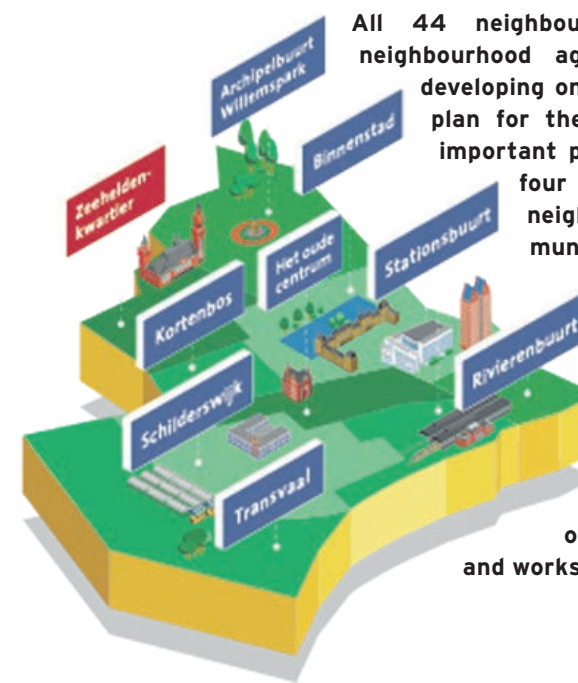 All 44 neighbou
neighbourhood ag
developing on
plan for the
important p
four
neig
mun
o
and works
Archipelbuurt
Willemspark
Binnenstad
Zeehelden-
kwartier
Het oude
centrum
Stationsbuurt
Kortenbos
Rivierenbuurt
Schilderswijk
Transvaal